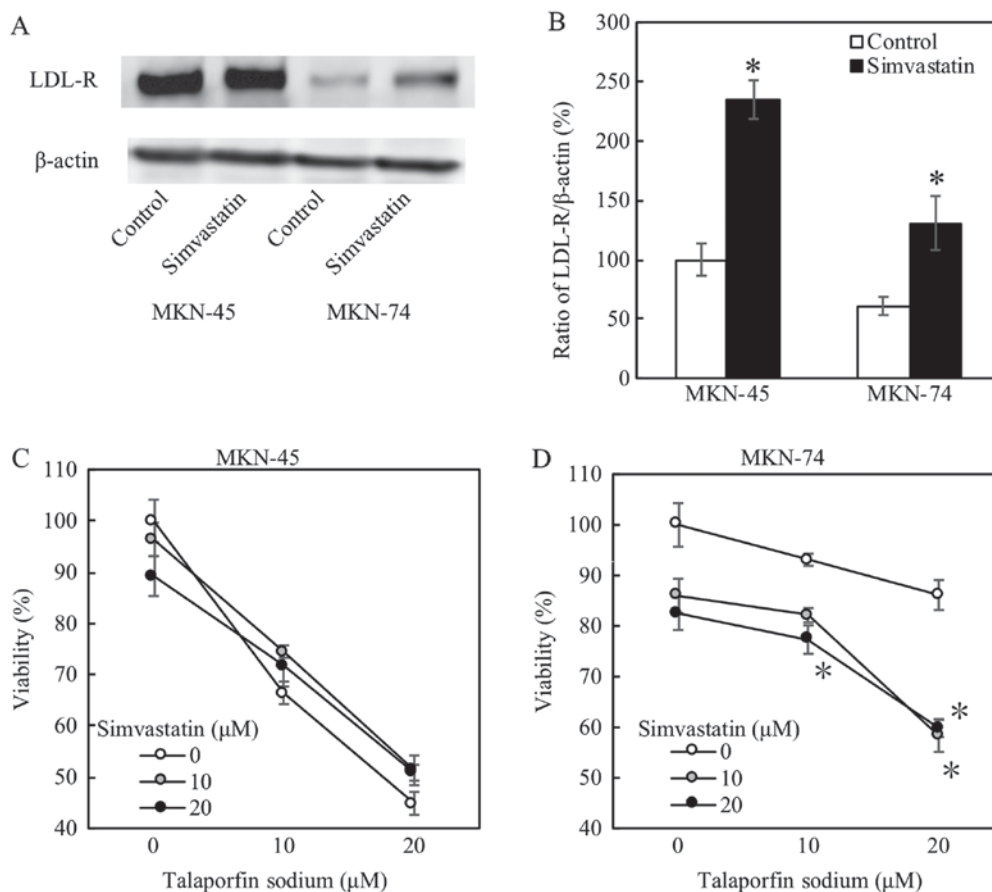 A
LDL-R
β-actin
Control
Simvastatin
Control
Simvastatin
MKN-45
MKN-74
B
Ratio of LDL-R/β-actin (%)
300
250
200
150
100
50
0
Control
Simvastatin
*
*
MKN-45
MKN-74
C
MKN-45
Viability (%)
110
100
90
80
70
60
50
40
Simvastatin (μM)
0
10
20
0
10
20
Talaporfin sodium (μM)
D
MKN-74
Viability (%)
110
100
90
80
70
60
50
40
Simvastatin (μM)
0
10
20
*
*
*
0
10
20
Talaporfin sodium (μM)